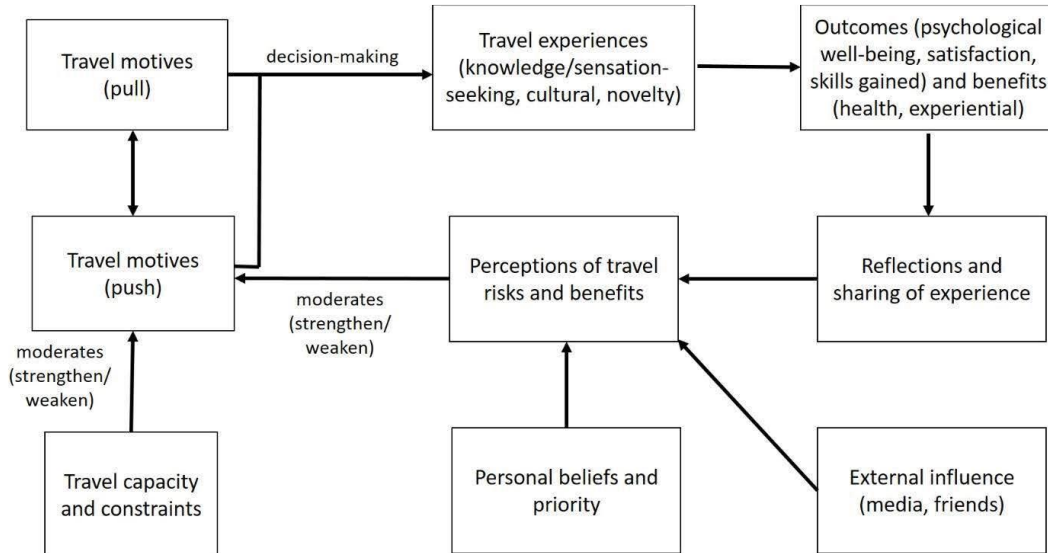 Travel motives
(pull)
decision-making
Travel experiences
(knowledge/sensation-
seeking, cultural, novelty)
Outcomes (psychological
well-being, satisfaction,
skills gained) and benefits
(health, experiential)
Travel motives
(push)
moderates
(strengthen/
weaken)
Perceptions of travel
risks and benefits
Reflections and
sharing of experience
moderates
(strengthen/
weaken)
Travel capacity
and constraints
Personal beliefs and
priority
External influence
(media, friends)